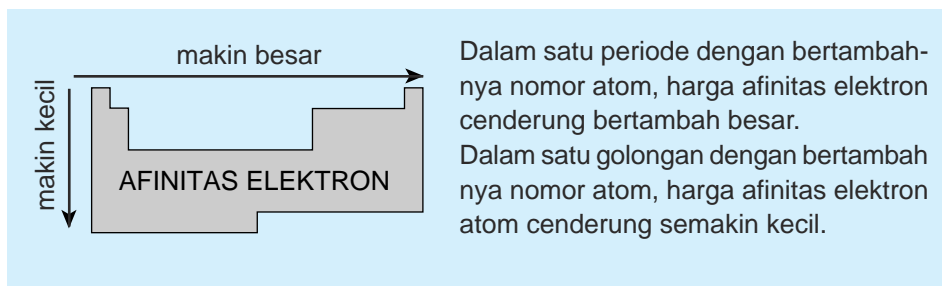 makin besar
makin kecil
AFINITAS ELEKTRON
Dalam satu periode dengan bertambah-
nya nomor atom, harga afinitas elektron
cenderung bertambah besar.
Dalam satu golongan dengan bertambah
nya nomor atom, harga afinitas elektron
atom cenderung semakin kecil.